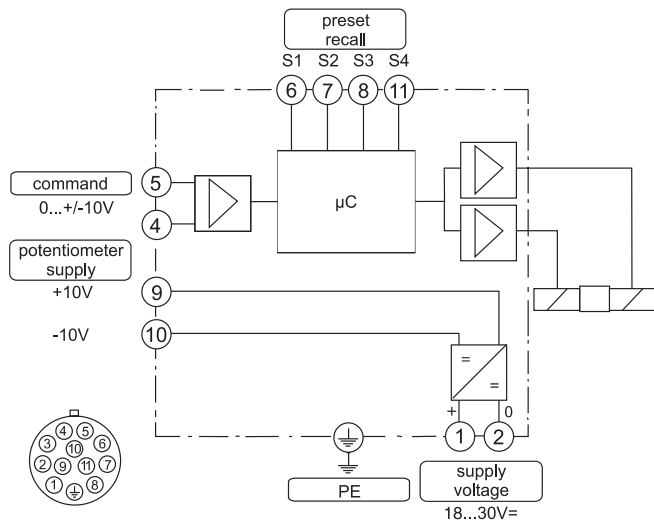 preset
recall
S1 S2 S3 S4
6 7 8 11
command
0...+/-10V
5
4
µC
potentiometer
supply
+10V
9
-10V
10
=
=
+ 0
1 2
4 5
3 10 6
2 9 11 7
1 8
PE
supply
voltage
18...30V=